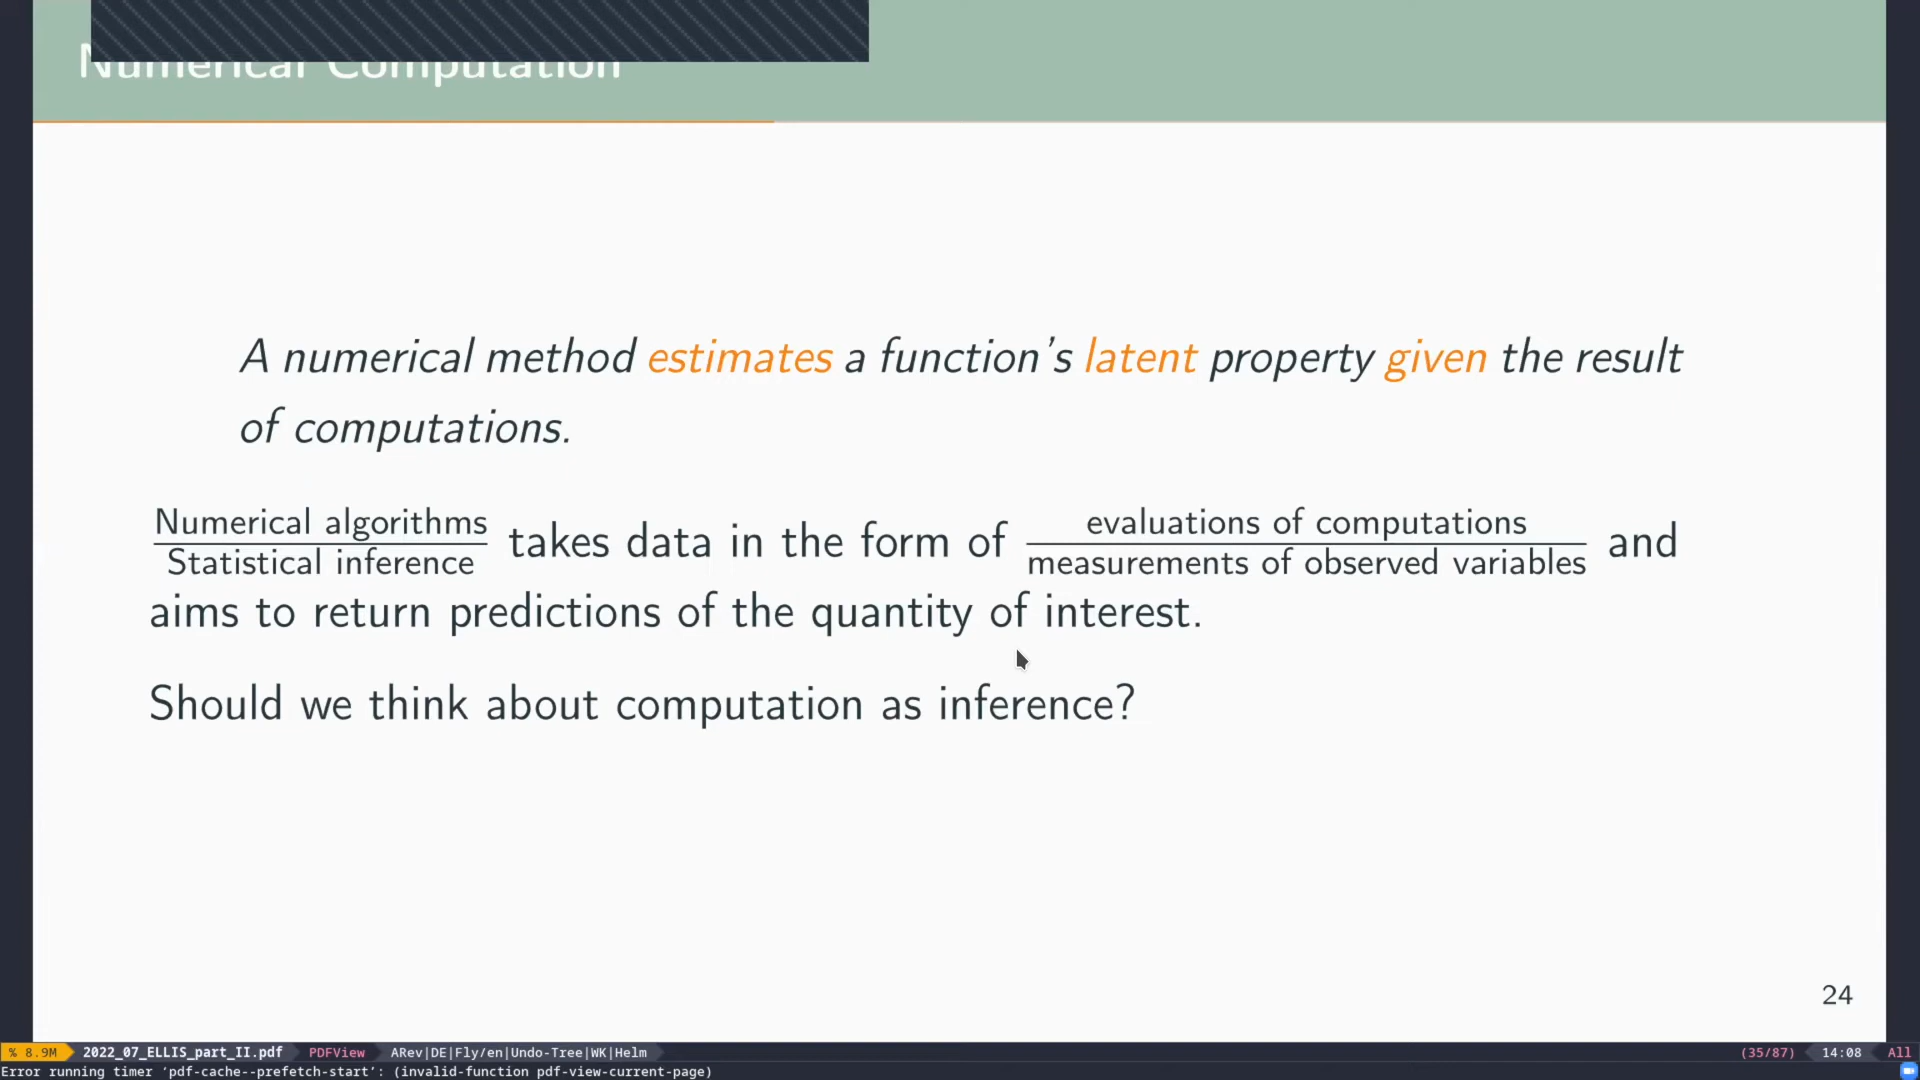 Numerical Computation
A numerical method estimates a function's latent property given the result
of computations.
Numerical algorithms
Statistical inference
takes data in the form of
evaluations of computations
measurements of observed variables
and
aims to return predictions of the quantity of interest.
Should we think about computation as inference?
24
% 8.9M 2022_07_ELLIS_part_II.pdf PDFView ARev|DE|Fly/en|Undo-Tree|WK|Helm (35/87) 14:08 All
Error running timer ‘pdf-cache--prefetch-start’: (invalid-function pdf-view-current-page)